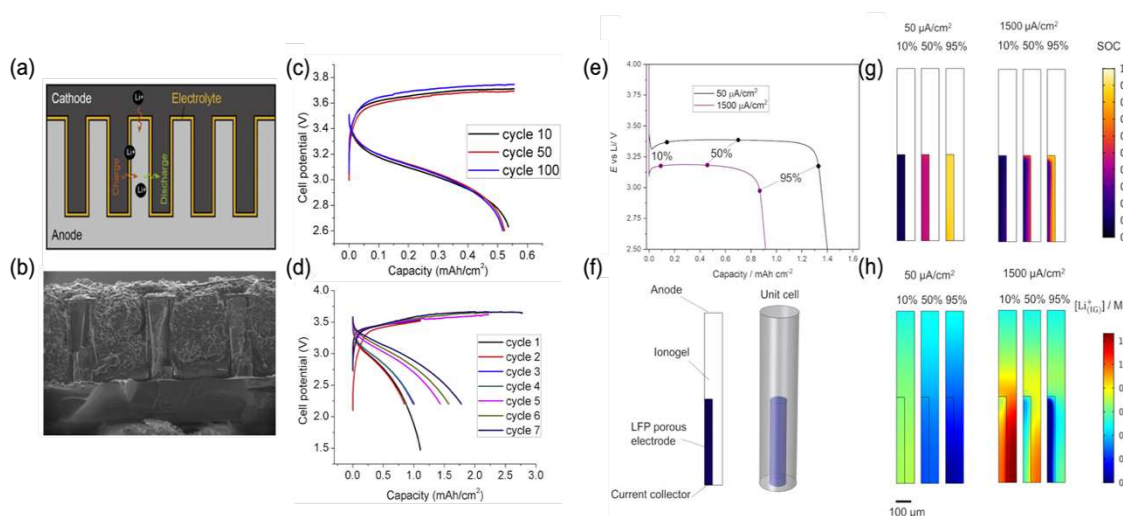 (a)
Cathode
Li+
Electrolyte
Li+
Charge
Discharge
Li+
Anode
(b)
(c)
Cell potential (V)
3.8
3.6
3.4
3.2
3.0
2.8
2.6
cycle 10
cycle 50
cycle 100
0.0 0.1 0.2 0.3 0.4 0.5 0.6
Capacity (mAh/cm²)
(d)
Cell potential (V)
4.0
3.5
3.0
2.5
2.0
1.5
cycle 1
cycle 2
cycle 3
cycle 4
cycle 5
cycle 6
cycle 7
0.0 0.5 1.0 1.5 2.0 2.5 3.0
Capacity (mAh/cm²)
(e)
E vs Li/ V
4.00
3.75
3.50
3.25
3.00
2.75
2.50
50 µA/cm²
1500 µA/cm²
10%
50%
95%
0.0 0.2 0.4 0.6 0.8 1.0 1.2 1.4 1.6
Capacity / mAh cm⁻²
(f)
Anode
Unit cell
Ionogel
LFP porous
electrode
Current collector
(g)
50 µA/cm² 1500 µA/cm²
10% 50% 95% 10% 50% 95% SOC
(h)
50 µA/cm² 1500 µA/cm²
10% 50% 95% 10% 50% 95% [Li⁺(IG)] / M
100 µm